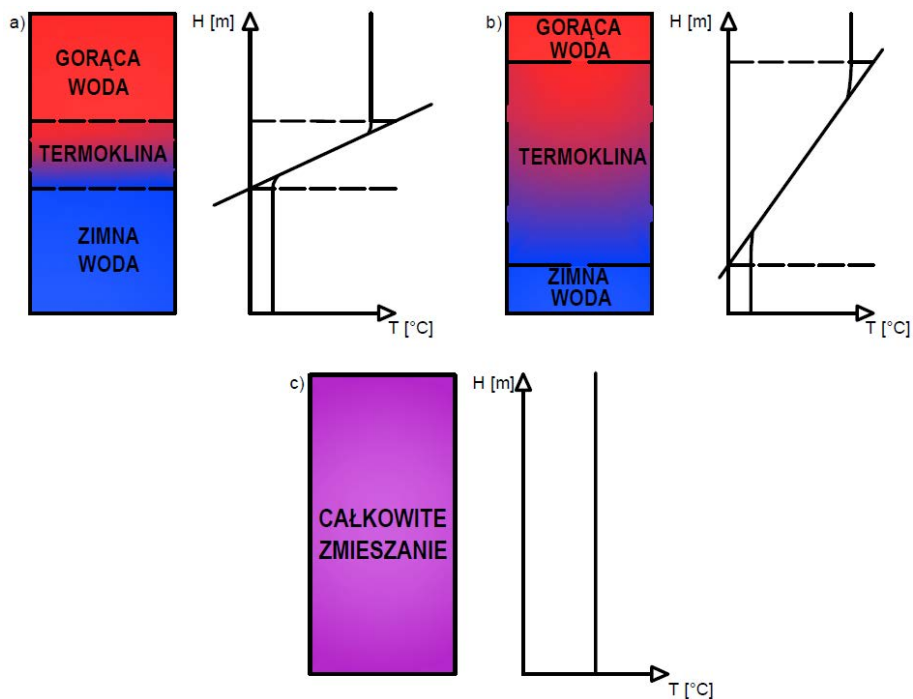 a)
GORĄCA
WODA
TERMOKLINA
ZIMNA
WODA
H [m]
T [°C]
b)
GORĄCA
WODA
TERMOKLINA
ZIMNA
WODA
H [m]
T [°C]
c)
CAŁKOWITE
ZMIESZANIE
H [m]
T [°C]